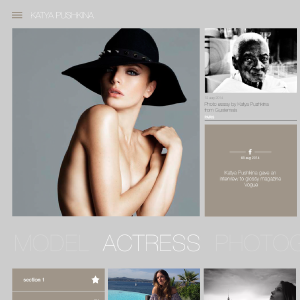 KATYA PUSHKINA
Photo essay by Katya Pushkina
from Guatemala
Katya Pushkina gave an
interview to glossy magazine
Vogue
MODEL ACTRESS PHOTOG
section 1